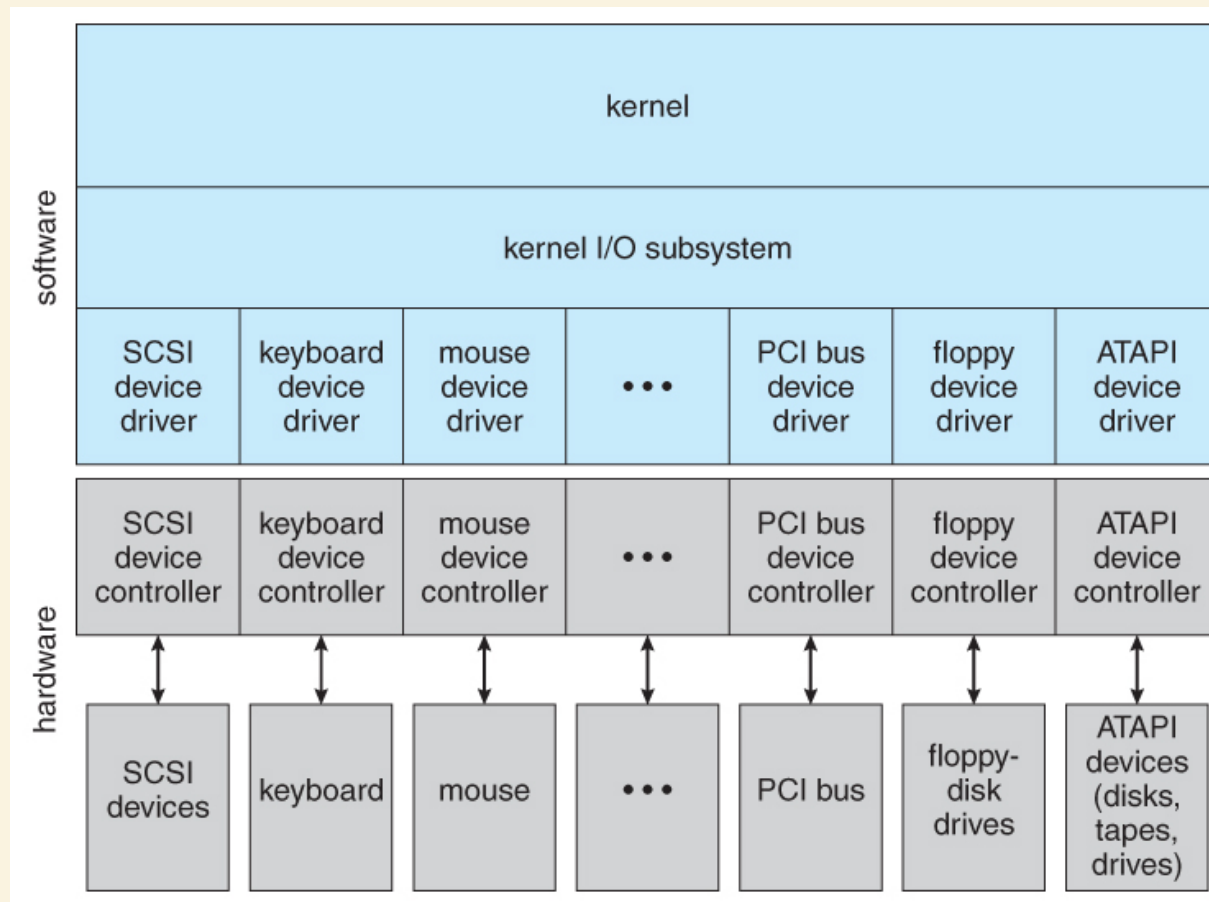 software
kernel
kernel I/O subsystem
SCSI
device
driver
keyboard
device
driver
mouse
device
driver
•••
PCI bus
device
driver
floppy
device
driver
ATAPI
device
driver
hardware
SCSI
device
controller
keyboard
device
controller
mouse
device
controller
•••
PCI bus
device
controller
floppy
device
controller
ATAPI
device
controller
SCSI
devices
keyboard
mouse
•••
PCI bus
floppy-
disk
drives
ATAPI
devices
(disks,
tapes,
drives)